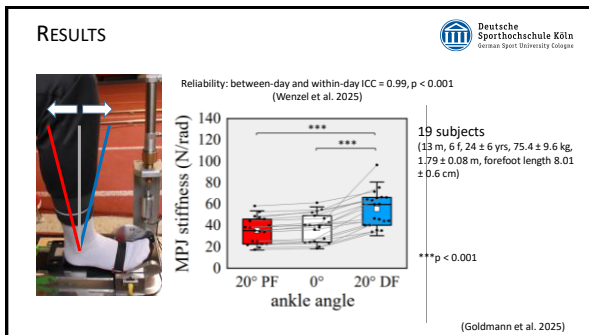 RESULTS
Deutsche
Sporthochschule Köln
German Sport University Cologne
Reliability: between-day and within-day ICC = 0.99, p < 0.001
(Wenzel et al. 2025)
MPJ stiffness (N/rad)
140
120
100
80
60
40
20
0
***
***
20° PF
0°
20° DF
ankle angle
19 subjects
(13 m, 6 f, 24 ± 6 yrs, 75.4 ± 9.6 kg,
1.79 ± 0.08 m, forefoot length 8.01
± 0.6 cm)
***p < 0.001
(Goldmann et al. 2025)